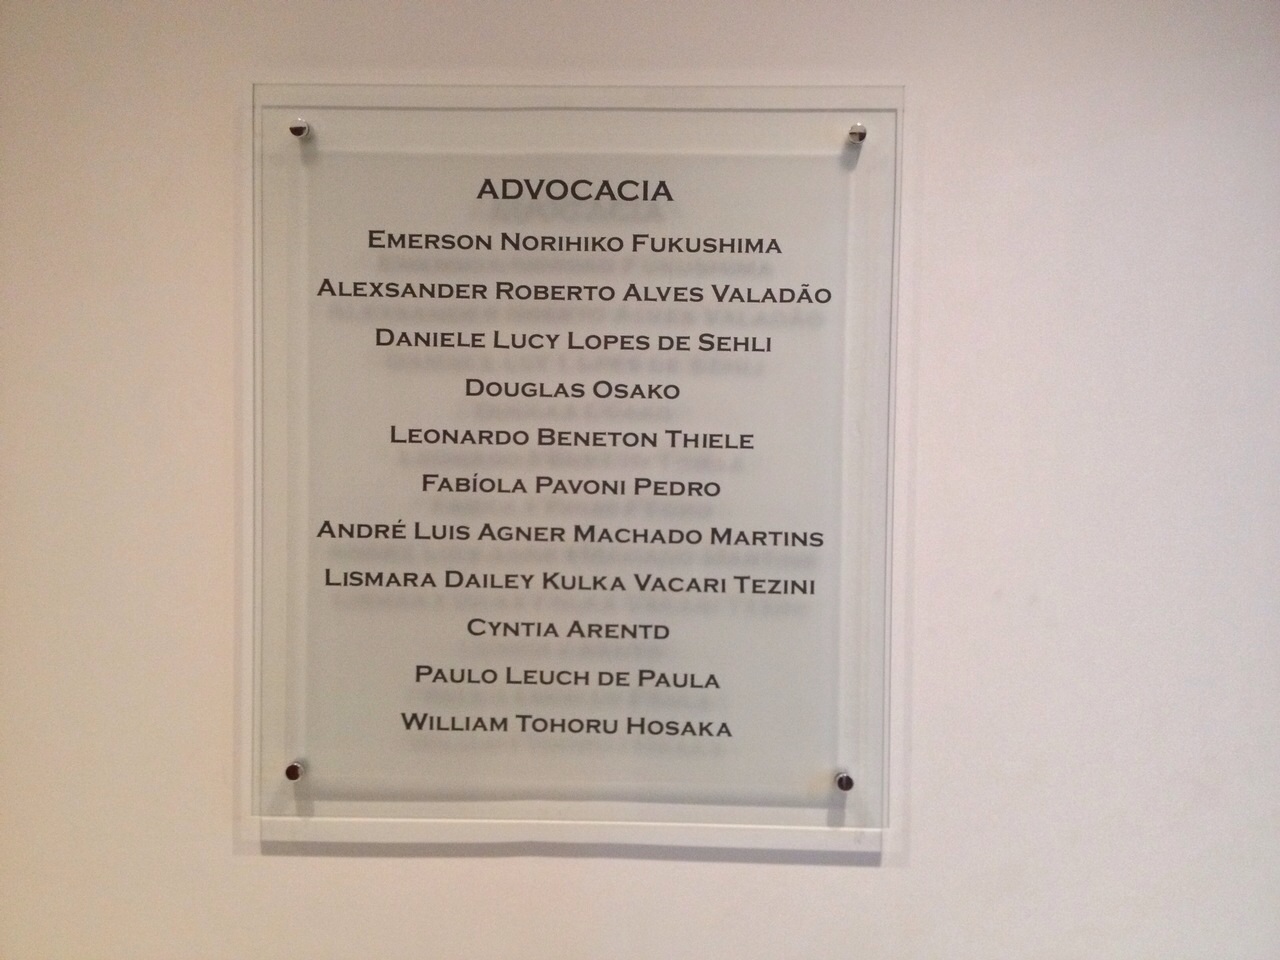 ADVOCACIA
EMERSON NORIHIKO FUKUSHIMA
ALEXSANDER ROBERTO ALVES VALADÃO
DANIELE LUCY LOPES DE SEHLI
DOUGLAS OSAKO
LEONARDO BENETON THIELE
FABÍOLA PAVONI PEDRO
ANDRÉ LUIS AGNER MACHADO MARTINS
LISMARA DAILEY KULKA VACARI TEZINI
CYNTIA ARENTD
PAULO LEUCH DE PAULA
WILLIAM TOHORU HOSAKA